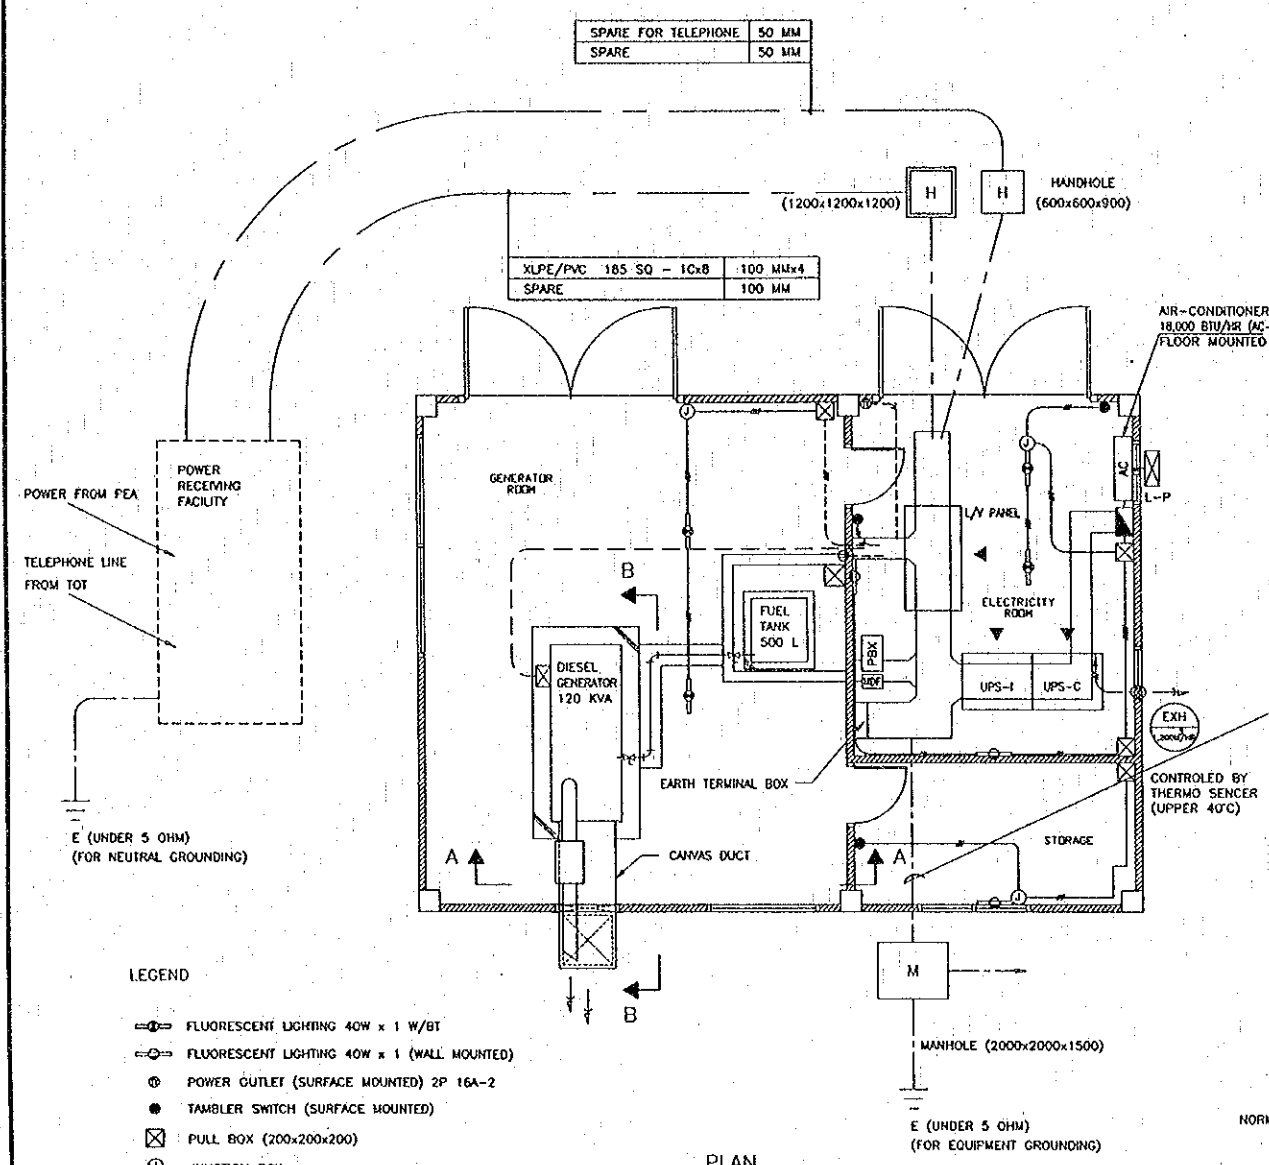 SPARE FOR TELEPHONE 50 MM
SPARE 50 MM
H
H
HANDHOLE
(1200x1200x1200)
(600x600x900)
XLPE/PVC 185 SQ - 1Cx8 100 MMx4
SPARE 100 MM
AIR-CONDITIONER
18,000 BTU/HR (AC-
FLOOR MOUNTED
POWER
RECEIVING
FACILITY
POWER FROM PEA
TELEPHONE LINE
FROM TOT
GENERATOR
ROOM
J
J
AC
L-P
L/V PANEL
ELECTRICITY
ROOM
B
FUEL
TANK
500 L
PBX
MDF
DIESEL
GENERATOR
120 KVA
UPS-I
UPS-C
EXH
EARTH TERMINAL BOX
CONTROLED BY
THERMO SENCER
(UPPER 40°C)
E (UNDER 5 OHM)
(FOR NEUTRAL GROUNDING)
A
CANVAS DUCT
A
STORAGE
J
B
M
MANHOLE (2000x2000x1500)
E (UNDER 5 OHM)
(FOR EQUIPMENT GROUNDING)
LEGEND
FLUORESCENT LIGHTING 40W x 1 W/BT
FLUORESCENT LIGHTING 40W x 1 (WALL MOUNTED)
POWER OUTLET (SURFACE MOUNTED) 2P 16A-2
TAMBLER SWITCH (SURFACE MOUNTED)
PULL BOX (200x200x200)
PLAN